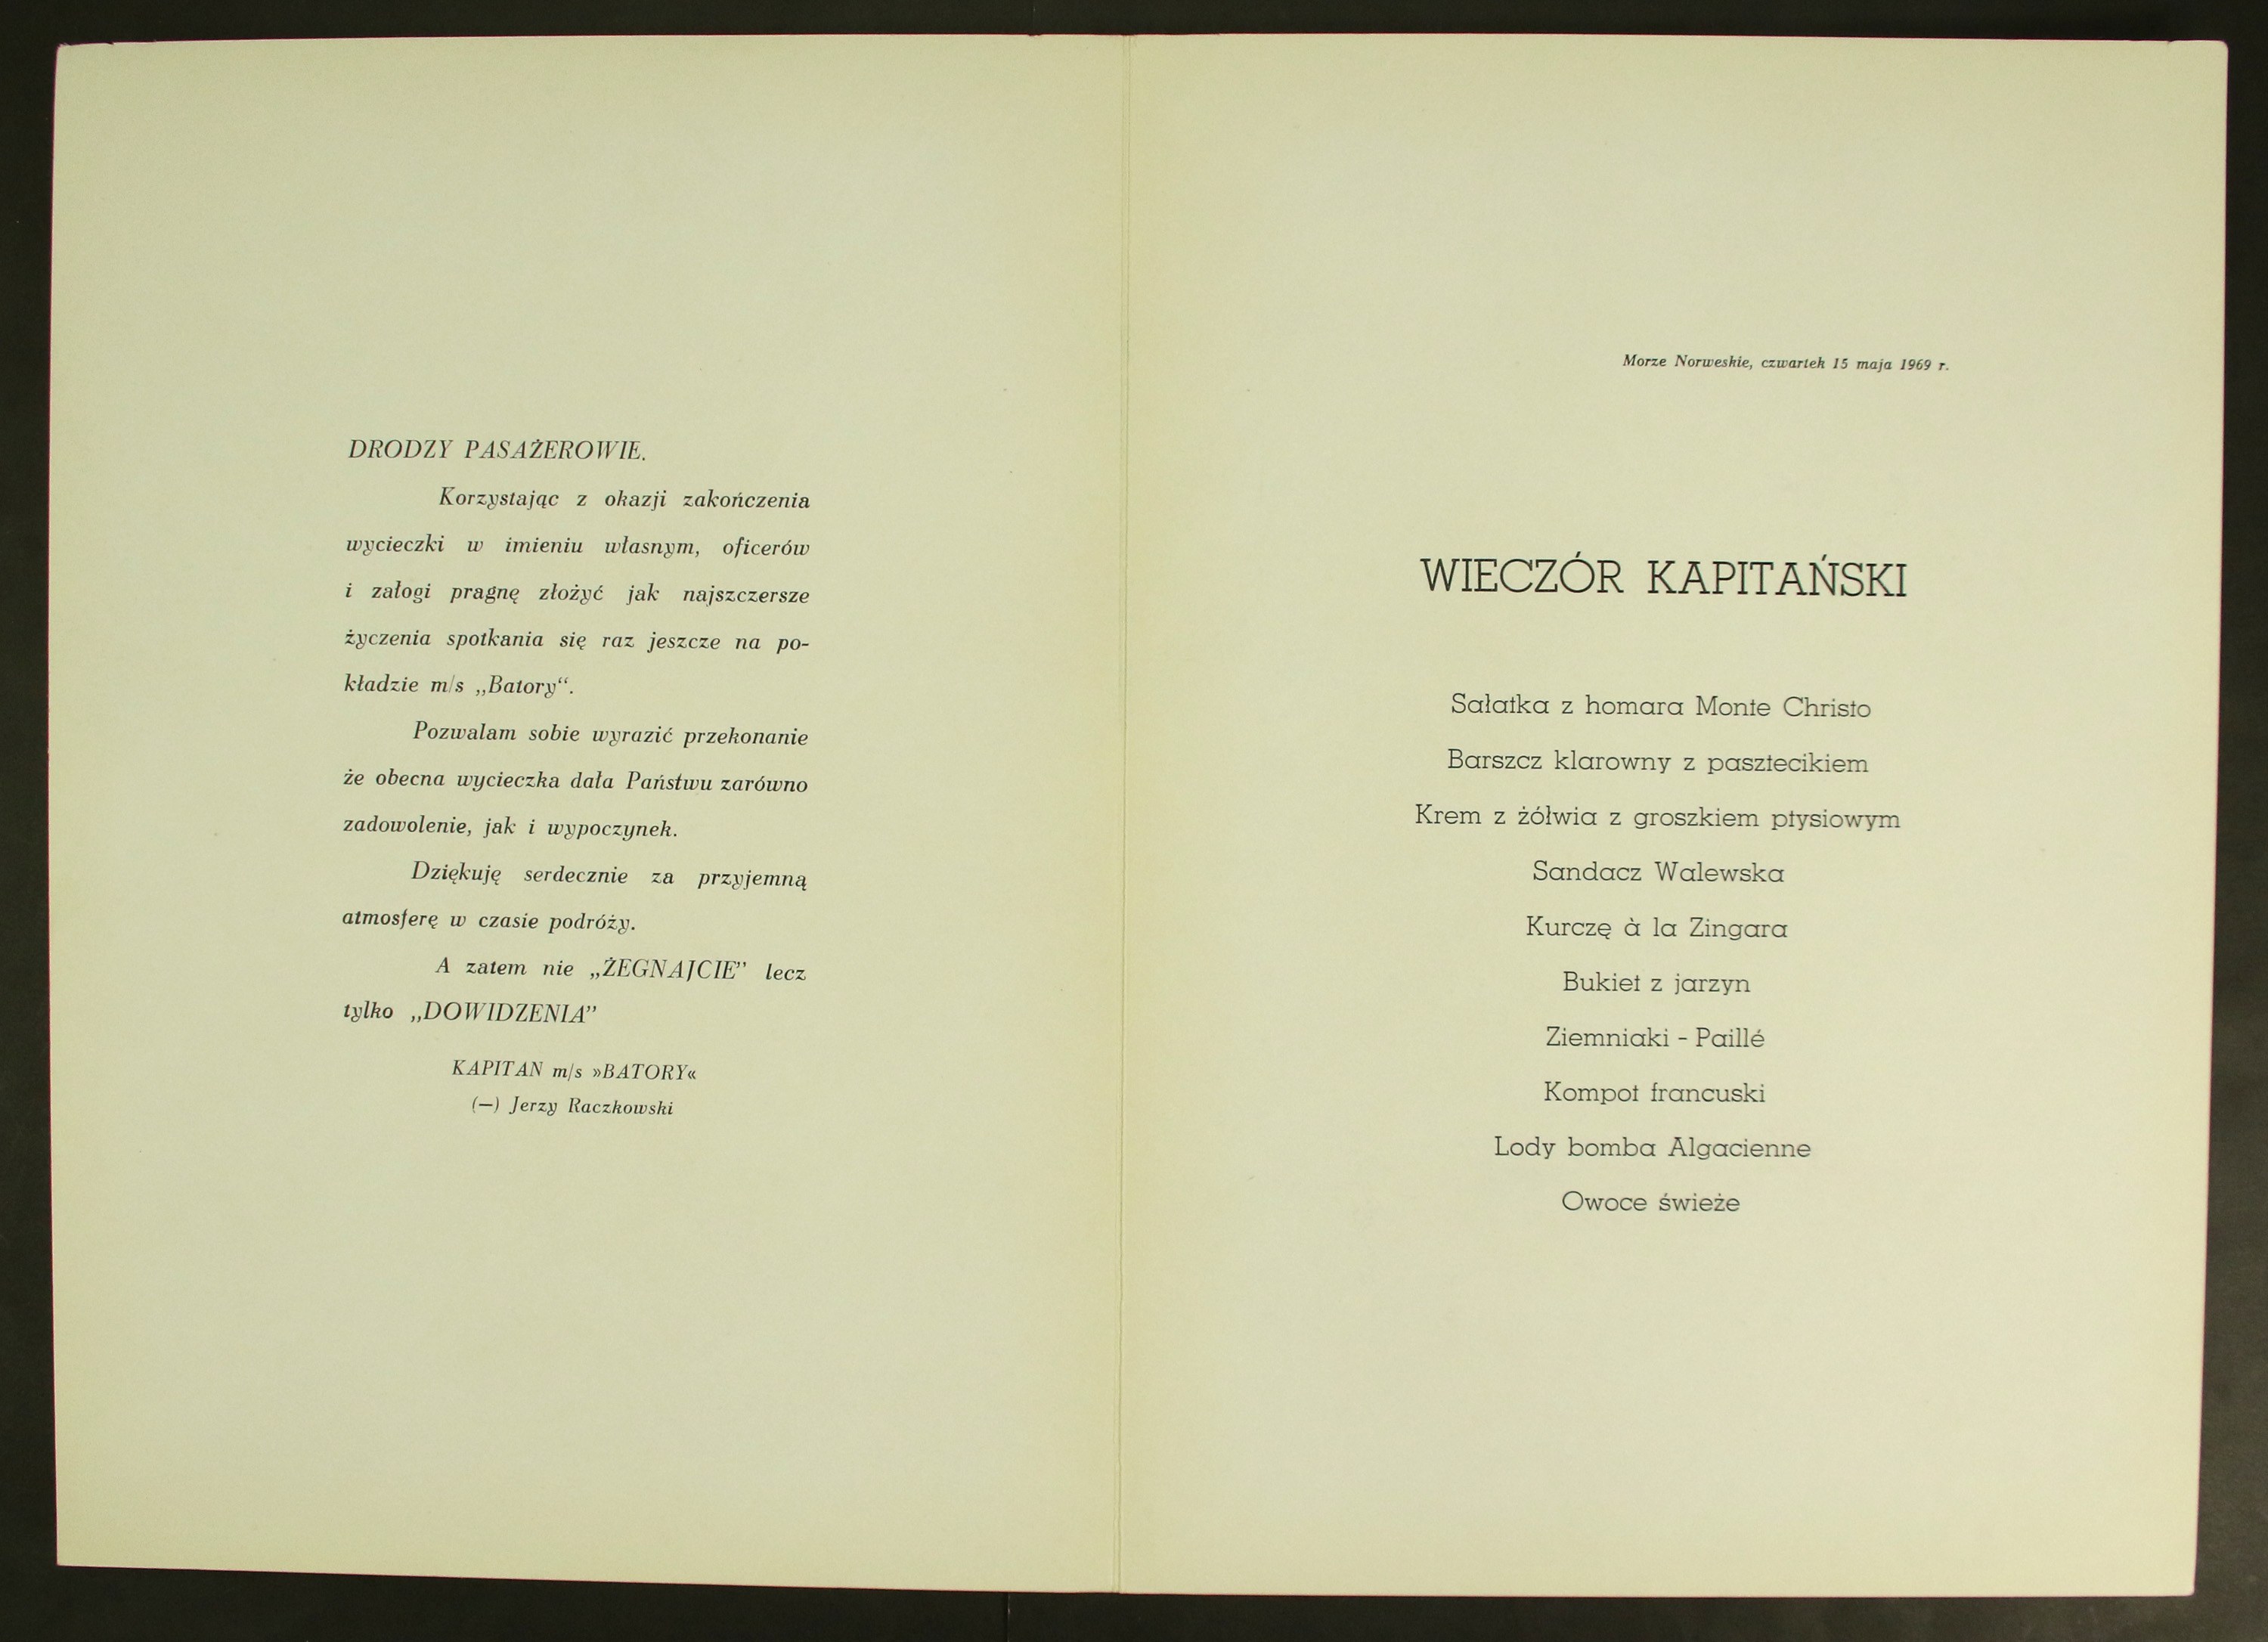 DRODZY PASAŻEROWIE.
Korzystając z okazji zakończenia
wycieczki w imieniu własnym, oficerów
i załogi pragnę złożyć jak najszczersze
życzenia spotkania się raz jeszcze na po-
kładzie m/s „Batory“.
Pozwalam sobie wyrazić przekonanie
że obecna wycieczka dała Państwu zarówno
zadowolenie, jak i wypoczynek.
Dziękuję serdecznie za przyjemną
atmosferę w czasie podróży.
A zatem nie „ŻEGNAJCIE” lecz
tylko „DOWIDZENIA”
KAPITAN m/s »BATORY«
(—) Jerzy Raczkowski
Morze Norweskie, czwartek 15 maja 1969 r.
WIECZÓR KAPITAŃSKI
Sałatka z homara Monte Christo
Barszcz klarowny z pasztecikiem
Krem z żółwia z groszkiem ptysiowym
Sandacz Walewska
Kurczę à la Zingara
Bukiet z jarzyn
Ziemniaki - Paillé
Kompot francuski
Lody bomba Algacienne
Owoce świeże